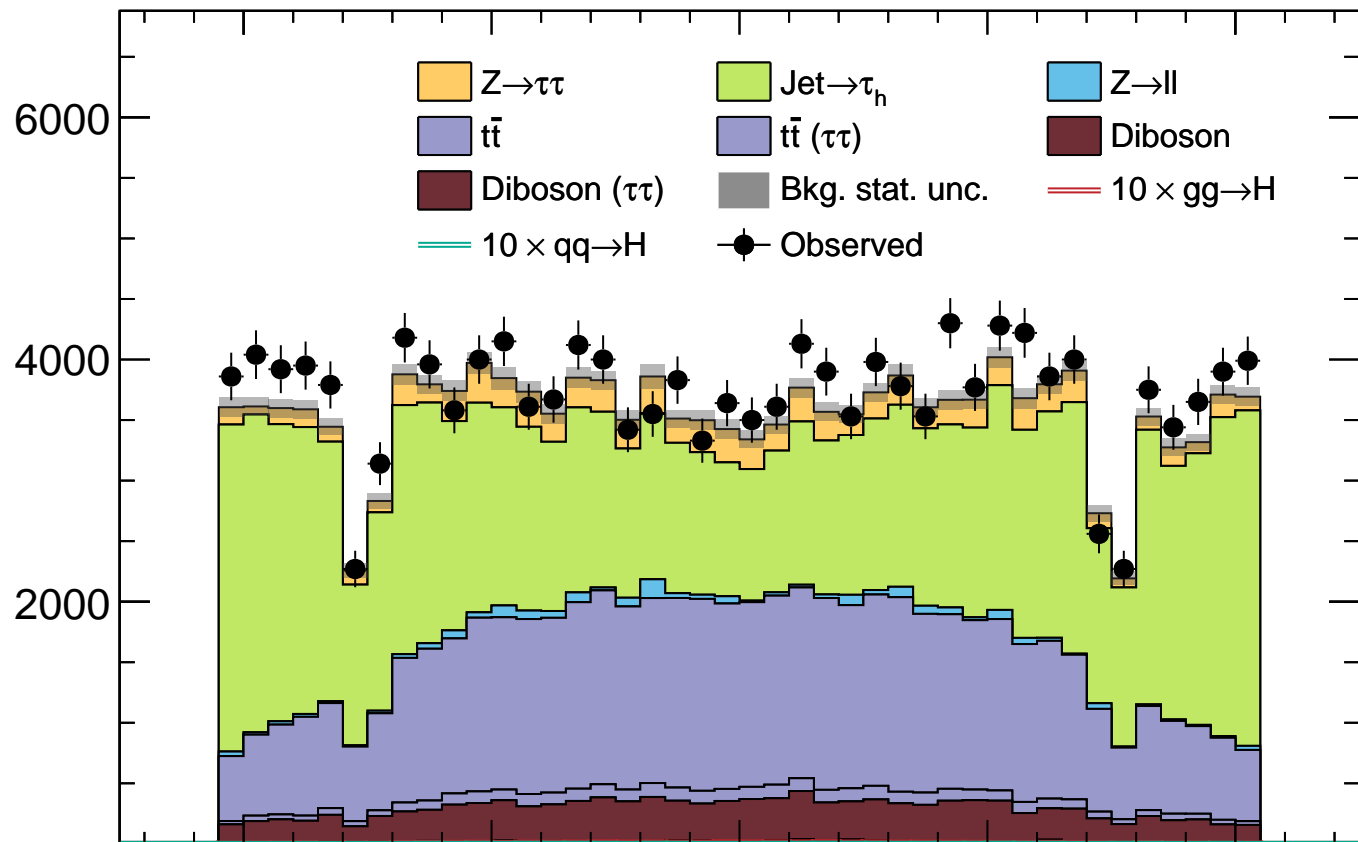 6000
4000
2000
Z→ττ Jet→τh Z→ll
tt̄ tt̄ (ττ) Diboson
Diboson (ττ) Bkg. stat. unc. 10 × gg→H
10 × qq→H Observed